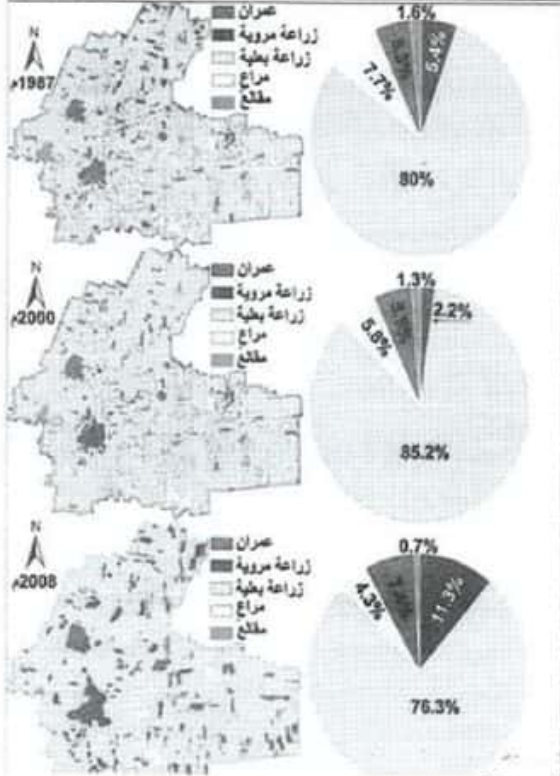 N
1987م
عمران
زراعة مروية
زراعة بعلية
مراع
مقالع
1.6%
5.4%
7.7%
80%
N
2000م
عمران
زراعة مروية
زراعة بعلية
مراع
مقالع
1.3%
2.2%
5.8%
85.2%
N
2008م
عمران
زراعة مروية
زراعة بعلية
مراع
مقالع
0.7%
11.3%
4.3%
76.3%